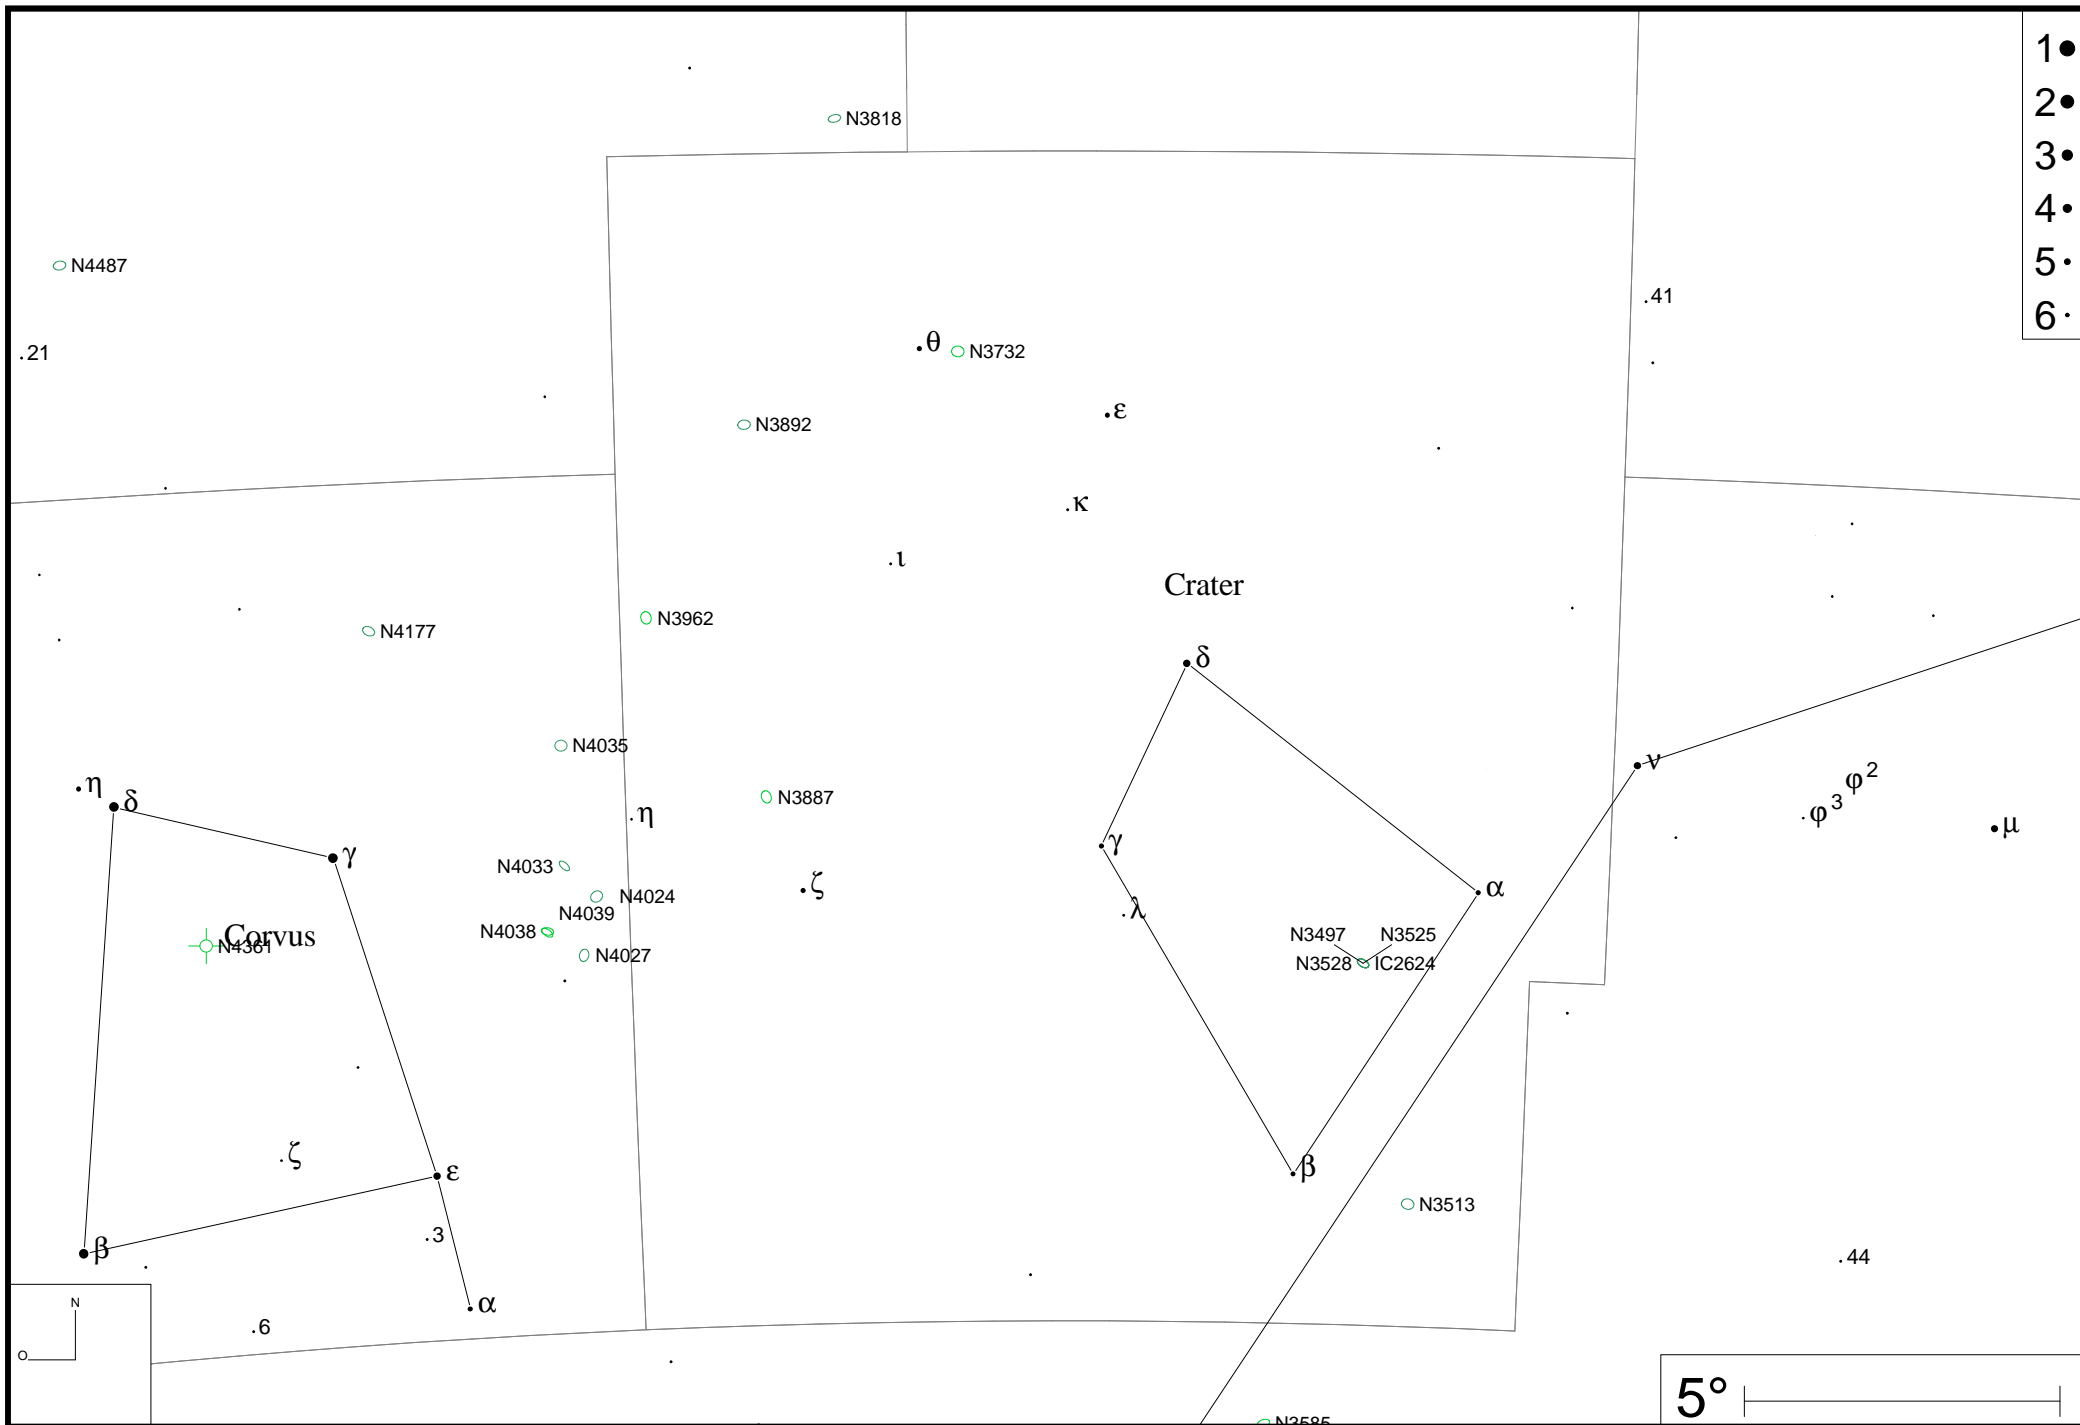 1
2
3
4
5
6
N3818
N4487
.41
.21
θ
N3732
ε
N3892
κ
ι
Crater
N3962
N4177
δ
N4035
ν
φ2
φ3
μ
η
δ
N3887
η
γ
γ
N4033
ζ
α
N4024
λ
N4039
N4038
Corvus
N4361
N4027
N3497
N3525
N3528
IC2624
ζ
ε
β
N3513
.3
β
.44
α
.6
N
O
5°
N3585